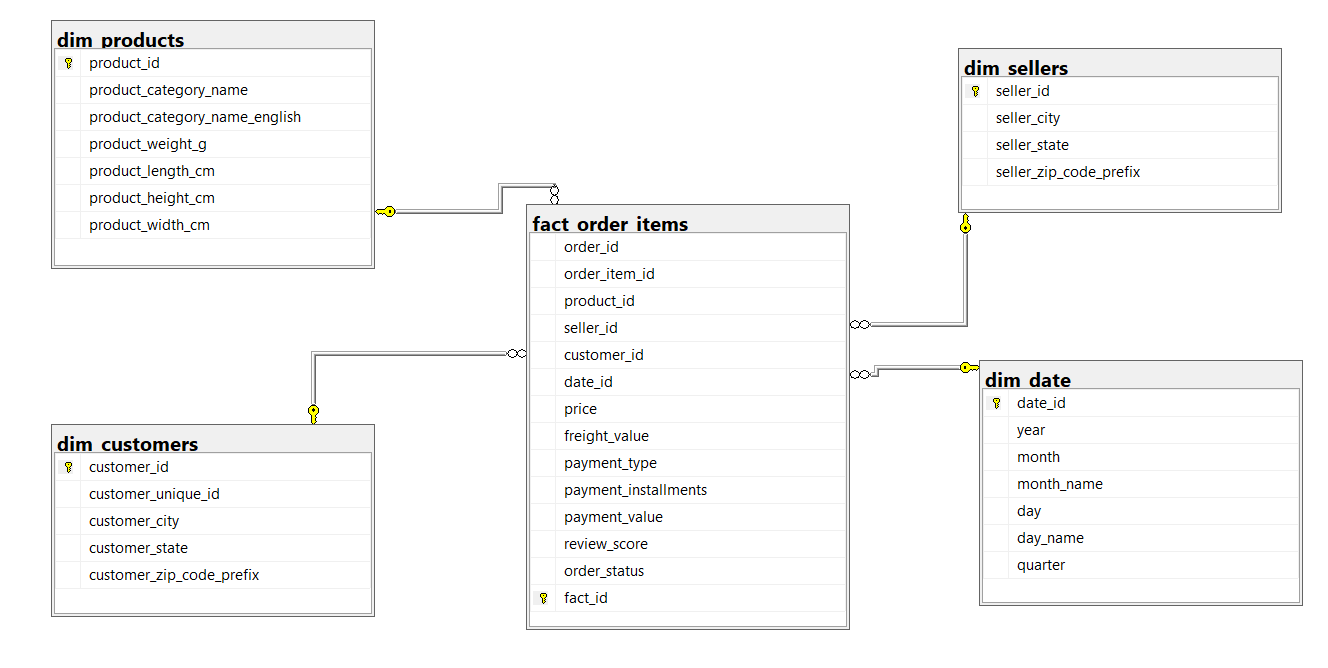 dim_products
product_id
product_category_name
product_category_name_english
product_weight_g
product_length_cm
product_height_cm
product_width_cm
dim_sellers
seller_id
seller_city
seller_state
seller_zip_code_prefix
fact_order_items
order_id
order_item_id
product_id
seller_id
customer_id
date_id
price
freight_value
payment_type
payment_installments
payment_value
review_score
order_status
fact_id
dim_customers
customer_id
customer_unique_id
customer_city
customer_state
customer_zip_code_prefix
dim_date
date_id
year
month
month_name
day
day_name
quarter